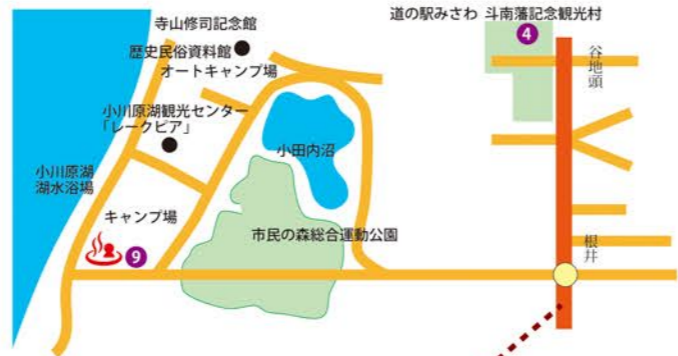 寺山修司記念館
歴史民俗資料館
オートキャンプ場
小川原湖観光センター
「レークピア」
小川原湖
湖水浴場
キャンプ場
9
小田内沼
市民の森総合運動公園
道の駅みさわ 斗南藩記念観光村
4
谷地頭
根井